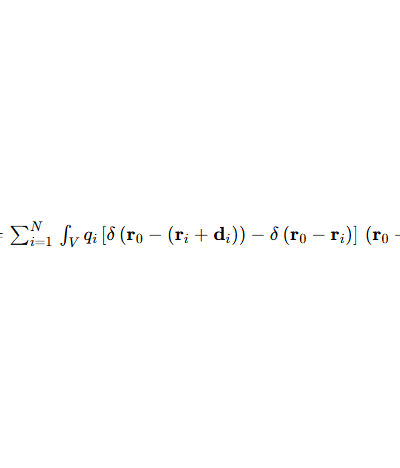 = ∑_{i=1}^{N} ∫_V q_i [δ (𝐫_0 − (𝐫_i + 𝐝_i)) − δ (𝐫_0 − 𝐫_i)] (𝐫_0 −